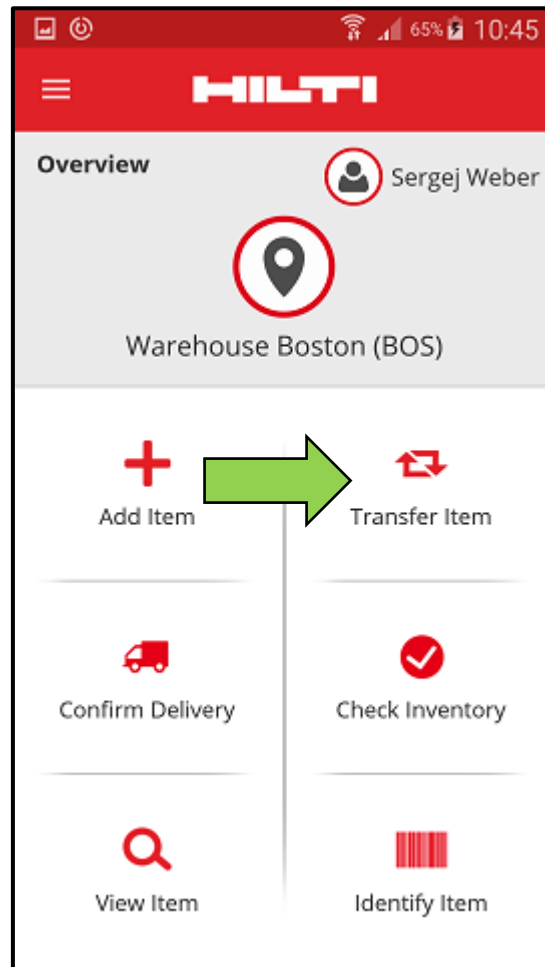 65% 10:45
HILTI
Overview
Sergej Weber
Warehouse Boston (BOS)
Add Item
Transfer Item
Confirm Delivery
Check Inventory
View Item
Identify Item